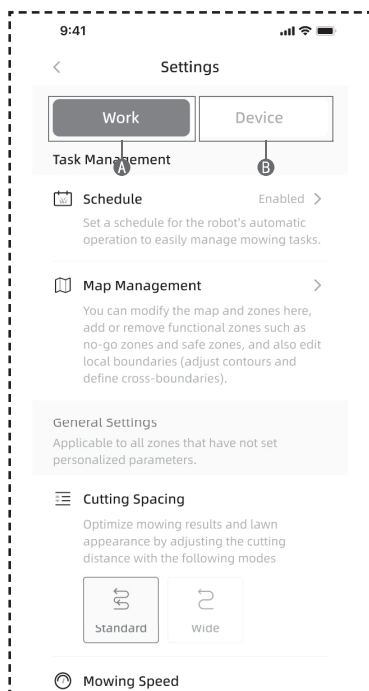 9:41
Settings
Work
Device
Task Management
A
B
Schedule
Enabled
Set a schedule for the robot's automatic
operation to easily manage mowing tasks.
Map Management
You can modify the map and zones here,
add or remove functional zones such as
no-go zones and safe zones, and also edit
local boundaries (adjust contours and
define cross-boundaries).
General Settings
Applicable to all zones that have not set
personalized parameters.
Cutting Spacing
Optimize mowing results and lawn
appearance by adjusting the cutting
distance with the following modes
Standard
Wide
Mowing Speed